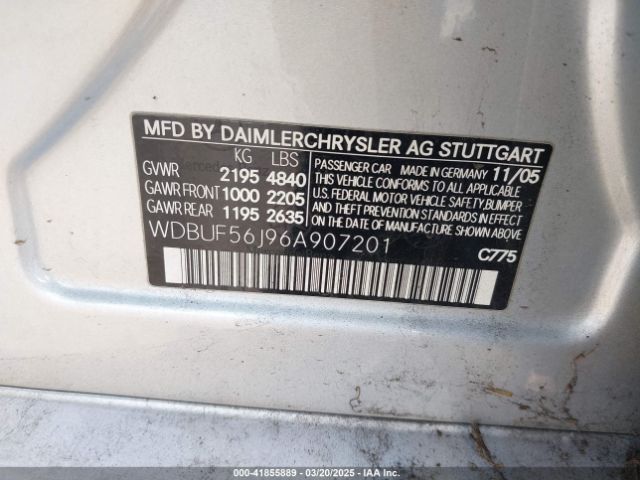 MFD BY DAIMLERCHRYSLER AG STUTTGART
KG LBS
GVWR 2195 4840
GAWR FRONT 1000 2205
GAWR REAR 1195 2635
PASSENGER CAR MADE IN GERMANY 11/05
THIS VEHICLE CONFORMS TO ALL APPLICABLE
U.S. FEDERAL MOTOR VEHICLE SAFETY, BUMPER
AND THEFT PREVENTION STANDARDS IN EFFECT
ON THE DATE OF MANUFACTURE SHOWN ABOVE
WDBUF56J96A907201
C775
000-41855889 | 03/20/2025 | IAA Inc.